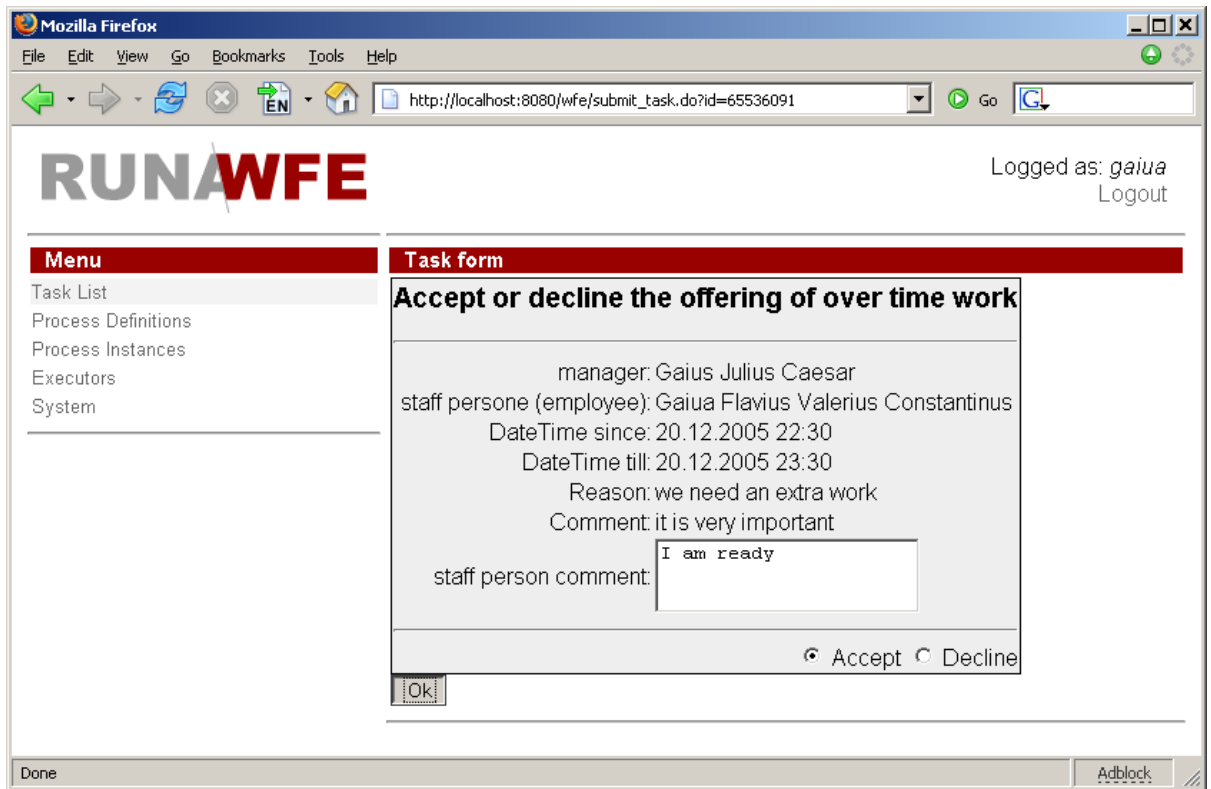 Mozilla Firefox
File Edit View Go Bookmarks Tools Help
EN http://localhost:8080/wfe/submit_task.do?id=65536091 Go G
RUNAWFE
Logged as: gaiua
Logout
Menu
Task List
Process Definitions
Process Instances
Executors
System
Task form
Accept or decline the offering of over time work
manager: Gaius Julius Caesar
staff persone (employee): Gaiua Flavius Valerius Constantinus
DateTime since: 20.12.2005 22:30
DateTime till: 20.12.2005 23:30
Reason: we need an extra work
Comment: it is very important
staff person comment: I am ready
Accept Decline
Ok
Done Adblock